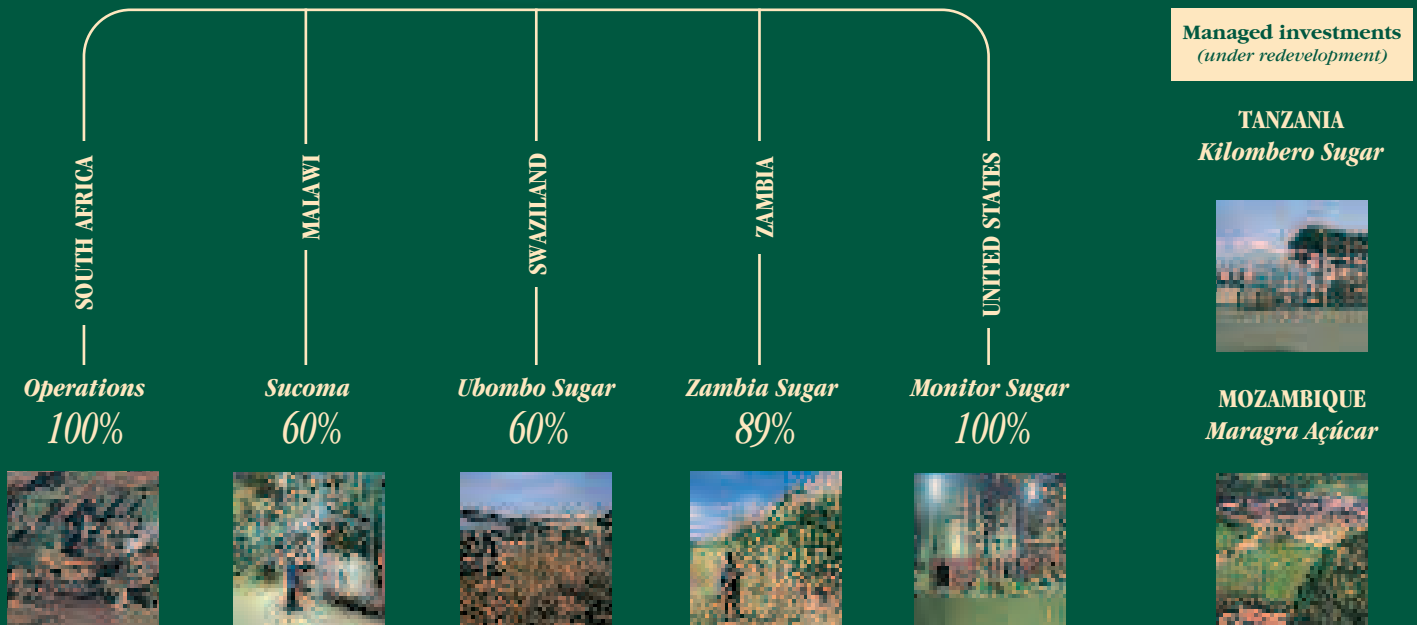 Managed investments
(under redevelopment)
SOUTH AFRICA
Operations
100%
MALAWI
Sucoma
60%
SWAZILAND
Ubombo Sugar
60%
ZAMBIA
Zambia Sugar
89%
UNITED STATES
Monitor Sugar
100%
TANZANIA
Kilombero Sugar
MOZAMBIQUE
Maragra Açúcar